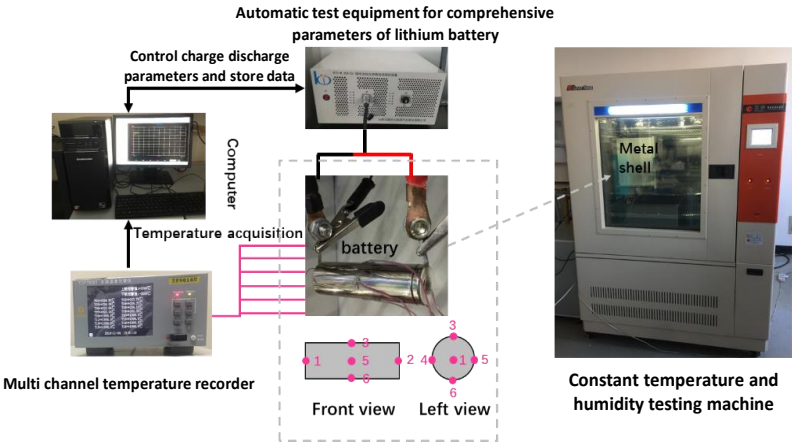 Automatic test equipment for comprehensive
parameters of lithium battery
Control charge discharge
parameters and store data
Computer
Metal
shell
Temperature acquisition
battery
TP9616U
3
3
1
5
2
4
1
5
6
6
Multi channel temperature recorder
Front view
Left view
Constant temperature and
humidity testing machine